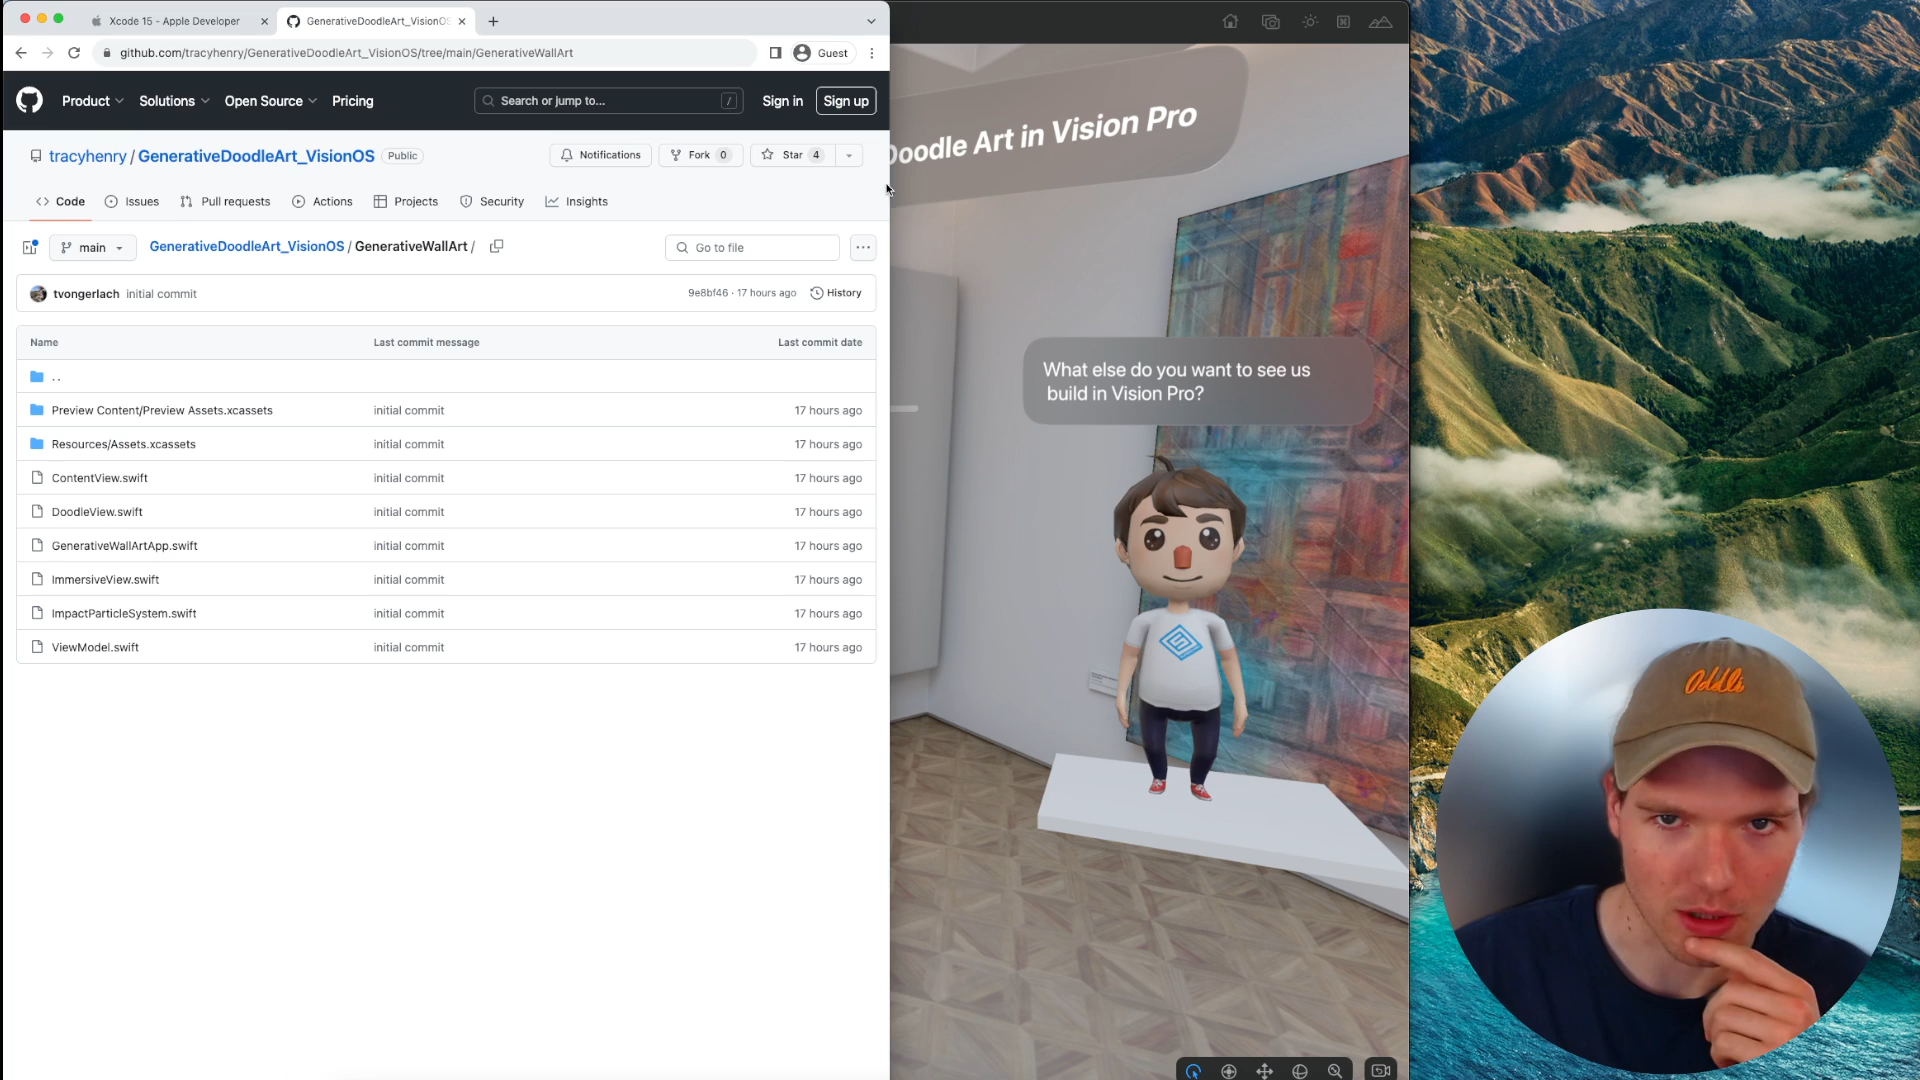 Xcode 15 - Apple Developer
GenerativeDoodleArt_VisionOS
github.com/tracyhenry/GenerativeDoodleArt_VisionOS/tree/main/GenerativeWallArt
Guest
Product
Solutions
Open Source
Pricing
Search or jump to...
/
Sign in
Sign up
tracyhenry / GenerativeDoodleArt_VisionOS
Public
Notifications
Fork 0
Star 4
Code
Issues
Pull requests
Actions
Projects
Security
Insights
main
GenerativeDoodleArt_VisionOS / GenerativeWallArt /
Go to file
tvongerlach initial commit
9e8bf46 · 17 hours ago
History
Name Last commit message Last commit date
..
Preview Content/Preview Assets.xcassets initial commit 17 hours ago
Resources/Assets.xcassets initial commit 17 hours ago
ContentView.swift initial commit 17 hours ago
DoodleView.swift initial commit 17 hours ago
GenerativeWallArtApp.swift initial commit 17 hours ago
ImmersiveView.swift initial commit 17 hours ago
ImpactParticleSystem.swift initial commit 17 hours ago
ViewModel.swift initial commit 17 hours ago
Doodle Art in Vision Pro
What else do you want to see us
build in Vision Pro?
Oddli